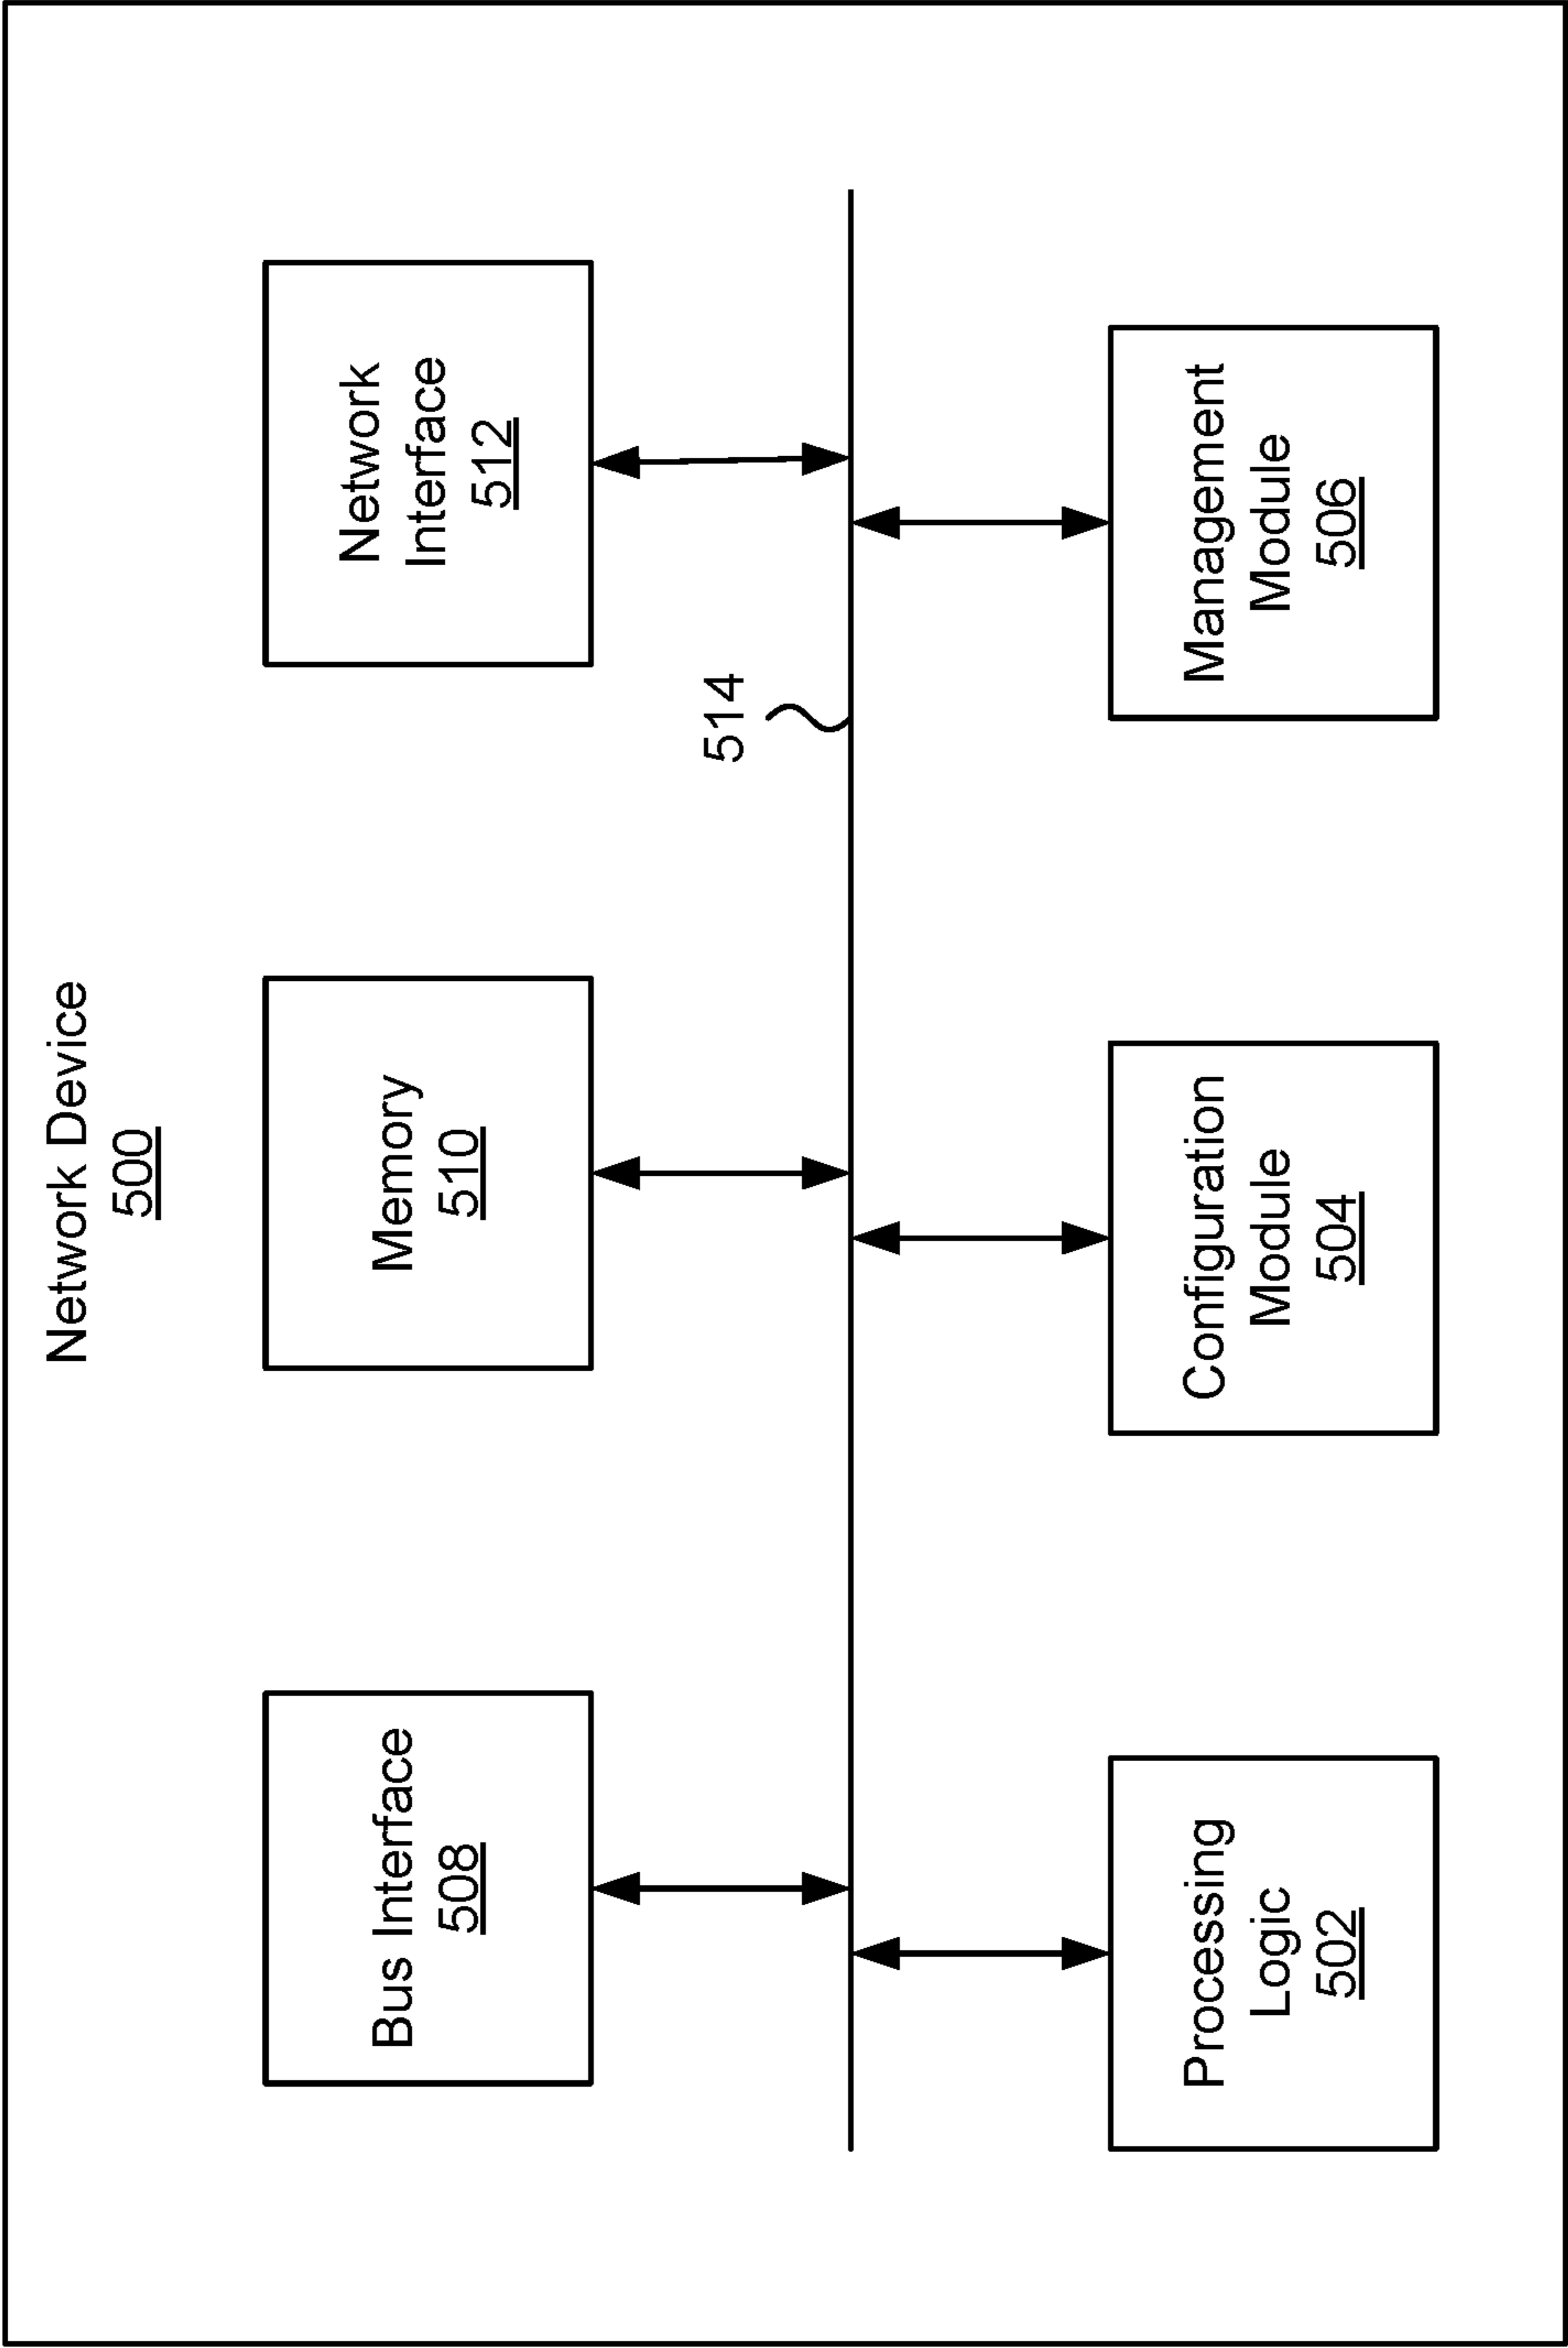 Network Device
500
Bus Interface
508
Memory
510
Network
Interface
512
514
Processing
Logic
502
Configuration
Module
504
Management
Module
506